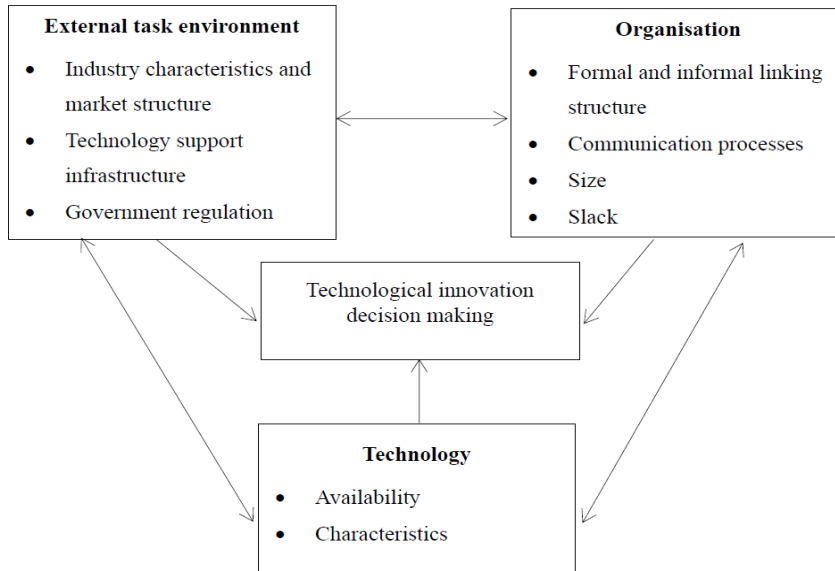 External task environment
• Industry characteristics and
market structure
• Technology support
infrastructure
• Government regulation
Organisation
• Formal and informal linking
structure
• Communication processes
• Size
• Slack
Technological innovation
decision making
Technology
• Availability
• Characteristics